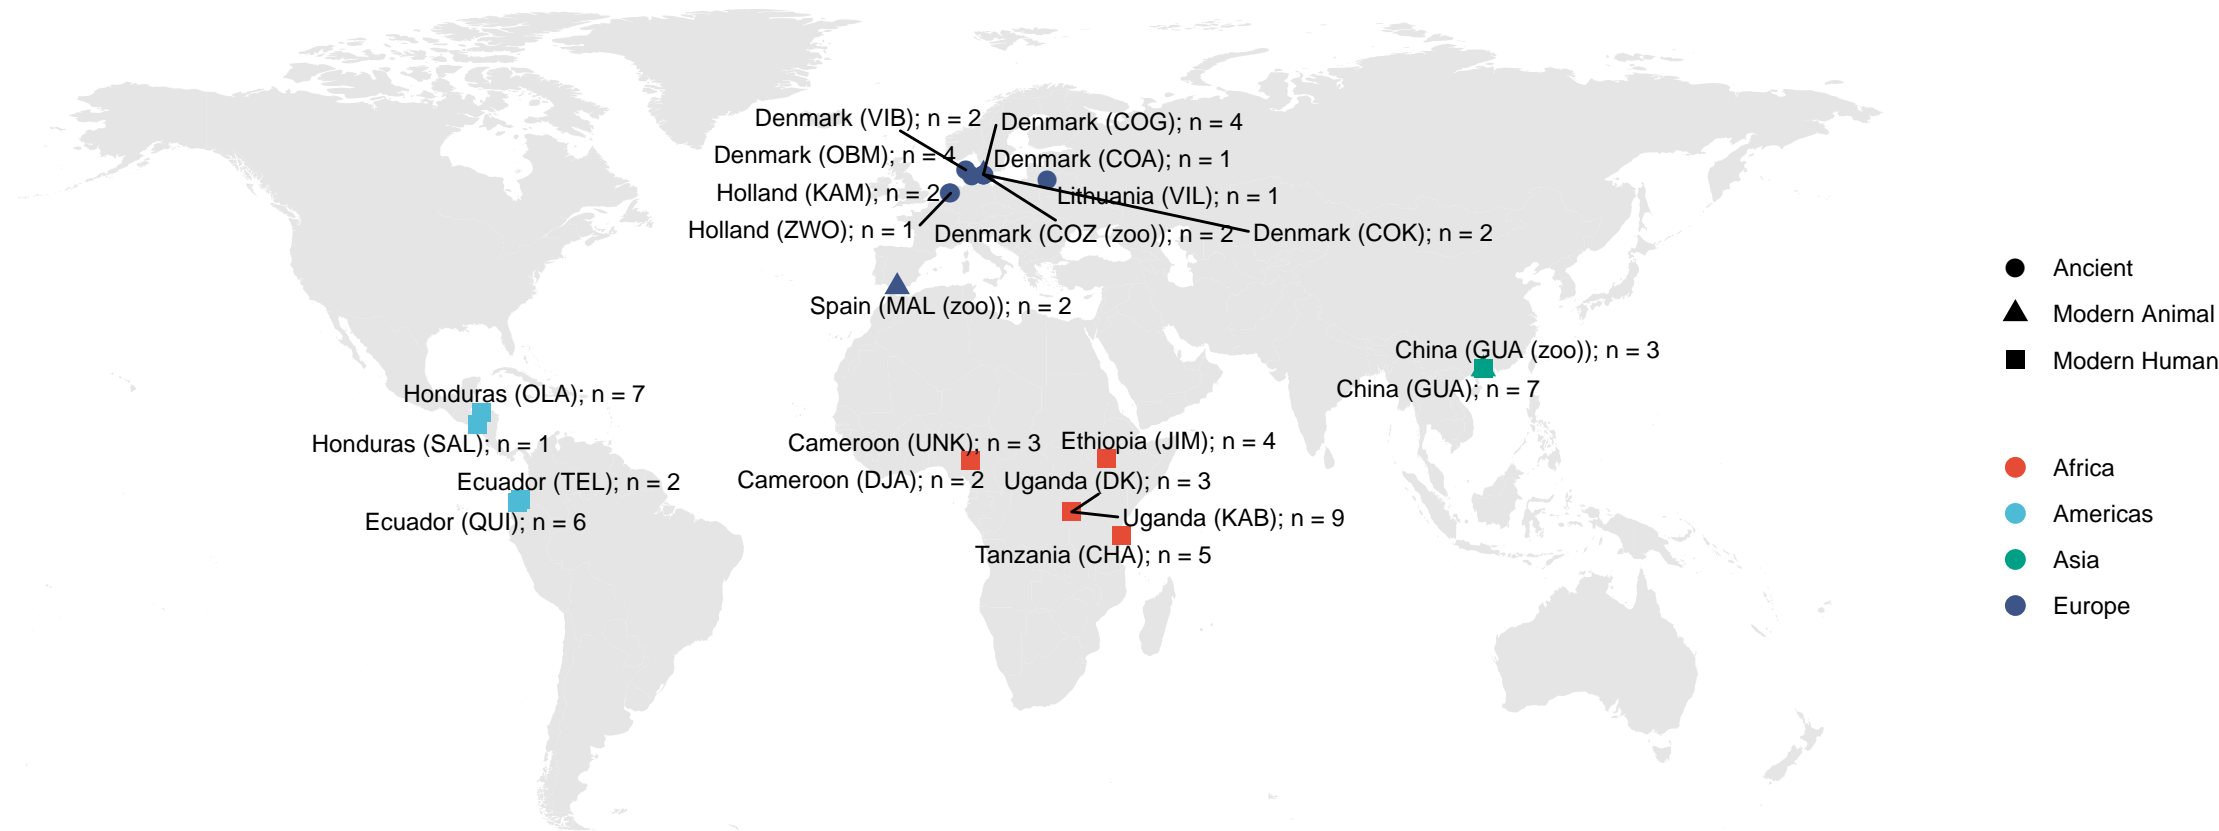 Denmark (VIB); n = 2
Denmark (COG); n = 4
Denmark (OBM); n = 4
Denmark (COA); n = 1
Holland (KAM); n = 2
Lithuania (VIL); n = 1
Holland (ZWO); n = 1
Denmark (COZ (zoo)); n = 2
Denmark (COK); n = 2
Spain (MAL (zoo)); n = 2
China (GUA (zoo)); n = 3
China (GUA); n = 7
Honduras (OLA); n = 7
Honduras (SAL); n = 1
Cameroon (UNK); n = 3
Ethiopia (JIM); n = 4
Ecuador (TEL); n = 2
Cameroon (DJA); n = 2
Uganda (DK); n = 3
Ecuador (QUI); n = 6
Uganda (KAB); n = 9
Tanzania (CHA); n = 5
Ancient
Modern Animal
Modern Human
Africa
Americas
Asia
Europe